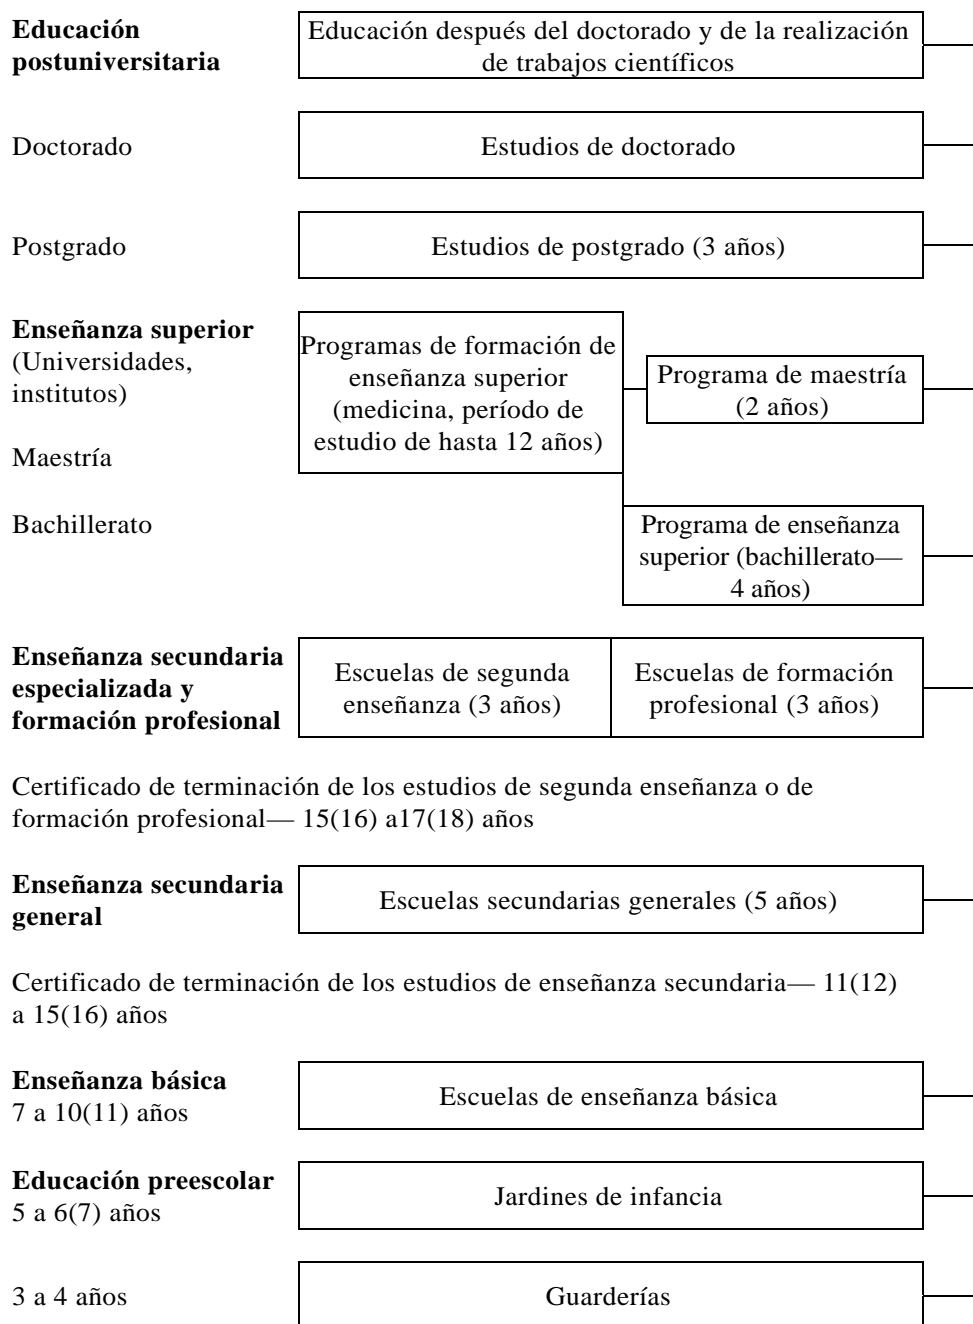 Educación
postuniversitaria
Educación después del doctorado y de la realización
de trabajos científicos
Doctorado
Estudios de doctorado
Postgrado
Estudios de postgrado (3 años)
Enseñanza superior
(Universidades,
institutos)
Maestría
Bachillerato
Programas de formación de
enseñanza superior
(medicina, período de
estudio de hasta 12 años)
Programa de maestría
(2 años)
Programa de enseñanza
superior (bachillerato—
4 años)
Enseñanza secundaria
especializada y
formación profesional
Escuelas de segunda
enseñanza (3 años)
Escuelas de formación
profesional (3 años)
Certificado de terminación de los estudios de segunda enseñanza o de
formación profesional— 15(16) a17(18) años
Enseñanza secundaria
general
Escuelas secundarias generales (5 años)
Certificado de terminación de los estudios de enseñanza secundaria— 11(12)
a 15(16) años
Enseñanza básica
7 a 10(11) años
Escuelas de enseñanza básica
Educación preescolar
5 a 6(7) años
Jardines de infancia
3 a 4 años
Guarderías